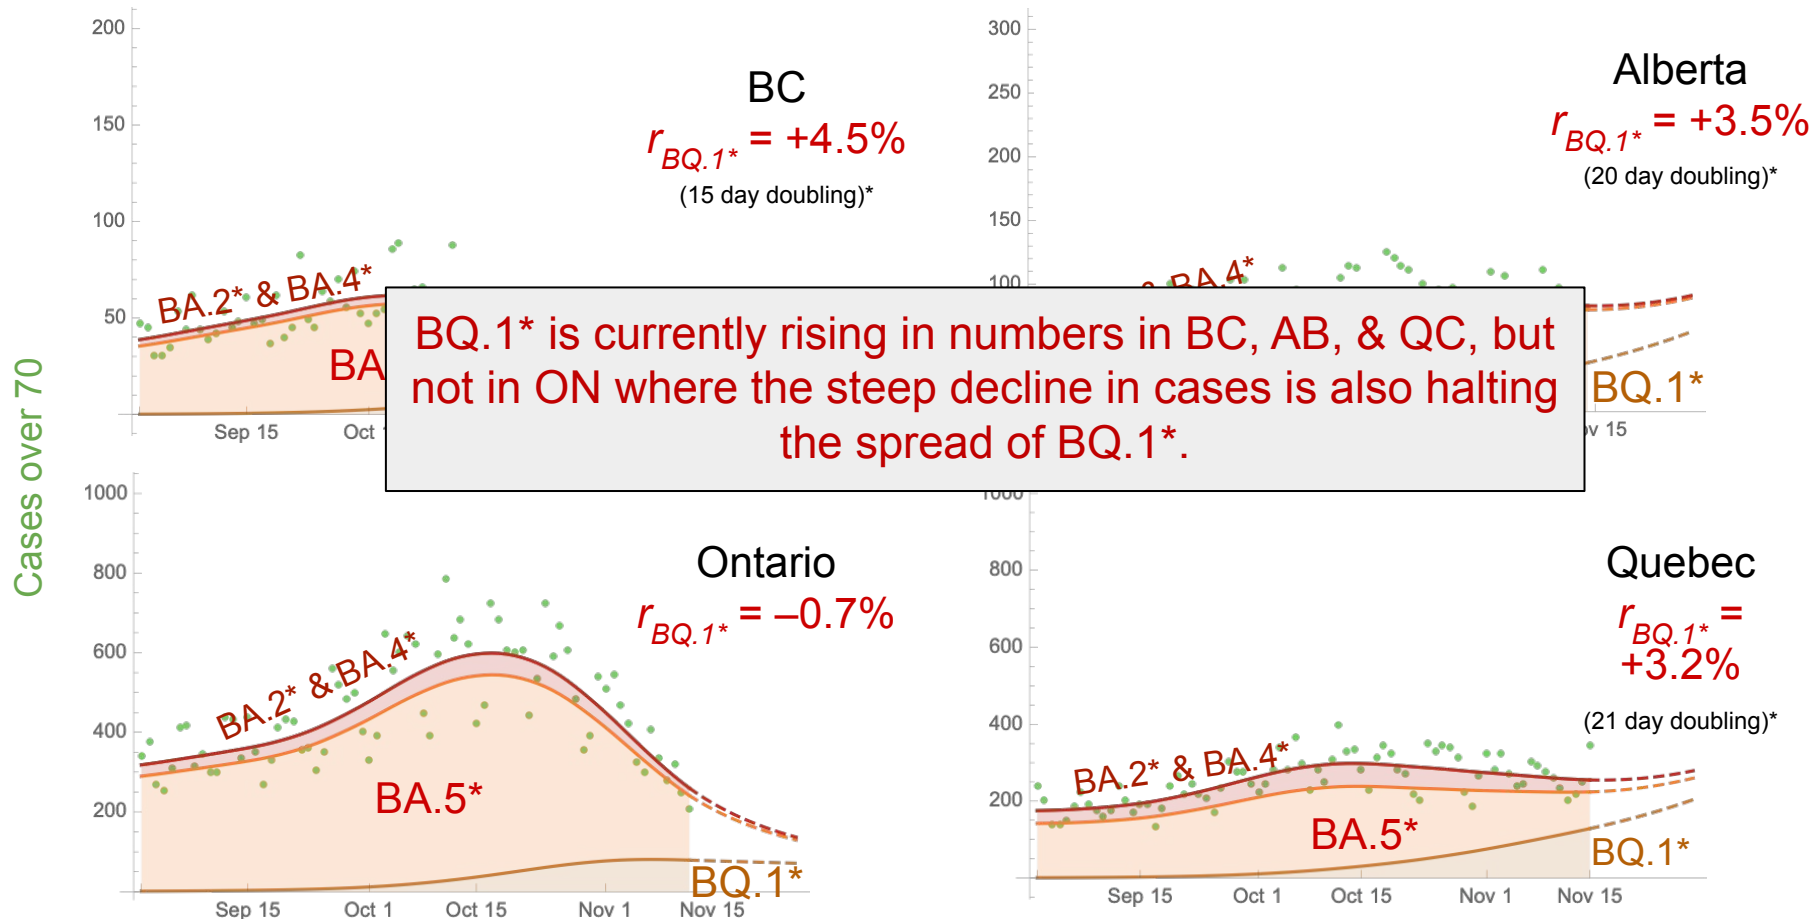 Cases over 70
200
150
100
50
BC
r_BQ.1* = +4.5%
(15 day doubling)*
BA.2* & BA.4*
BA
Sep 15
Oct
300
250
200
150
100
Alberta
r_BQ.1* = +3.5%
(20 day doubling)*
& BA.4*
BQ.1*
v 15
BQ.1* is currently rising in numbers in BC, AB, & QC, but
not in ON where the steep decline in cases is also halting
the spread of BQ.1*.
1000
800
600
400
200
Ontario
r_BQ.1* = –0.7%
BA.2* & BA.4*
BA.5*
BQ.1*
Sep 15
Oct 1
Oct 15
Nov 1
Nov 15
1000
800
600
400
200
Quebec
r_BQ.1* =
+3.2%
(21 day doubling)*
BA.2* & BA.4*
BA.5*
BQ.1*
Sep 15
Oct 1
Oct 15
Nov 1
Nov 15